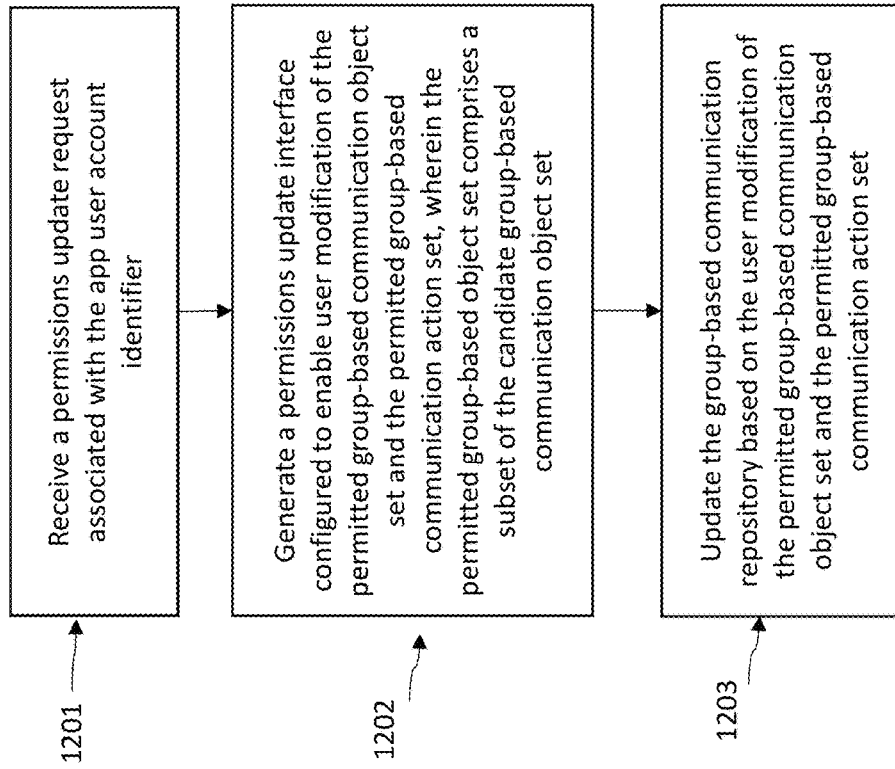 1201
Receive a permissions update request
associated with the app user account
identifier
1202
Generate a permissions update interface
configured to enable user modification of the
permitted group-based communication object
set and the permitted group-based
communication action set, wherein the
permitted group-based object set comprises a
subset of the candidate group-based
communication object set
1203
Update the group-based communication
repository based on the user modification of
the permitted group-based communication
object set and the permitted group-based
communication action set